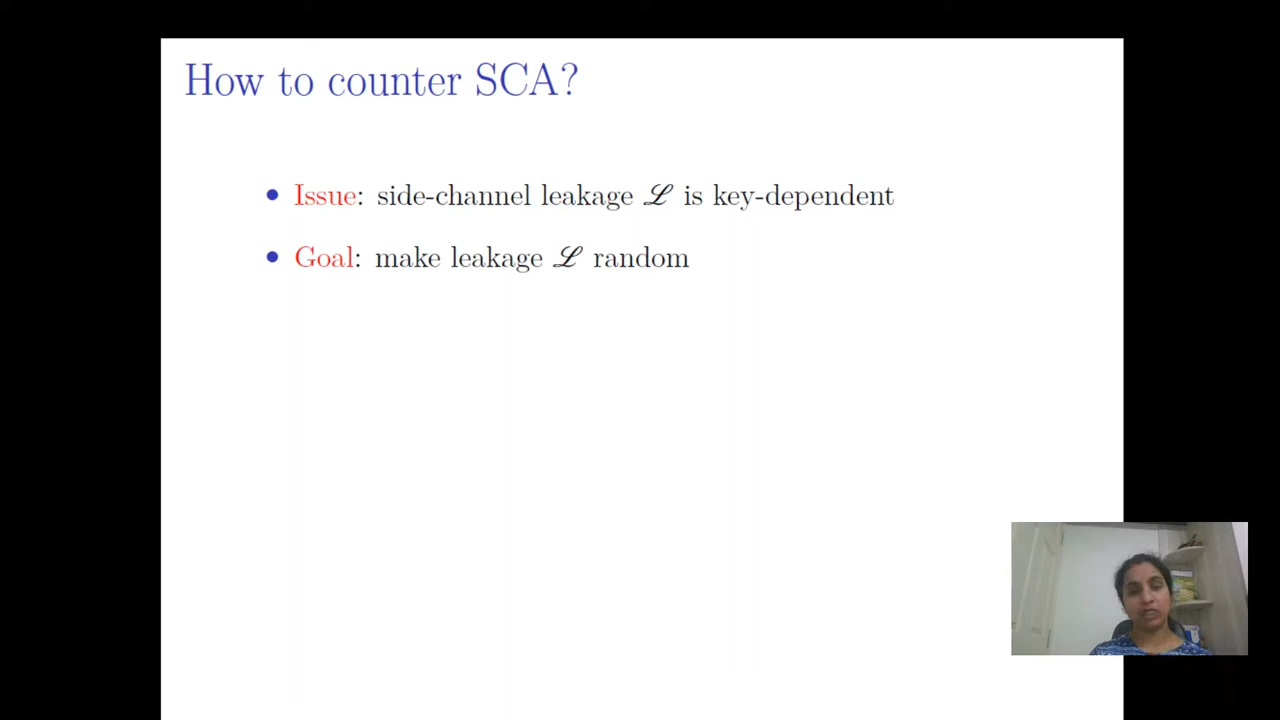 How to counter SCA?
• Issue: side-channel leakage ℒ is key-dependent
• Goal: make leakage ℒ random